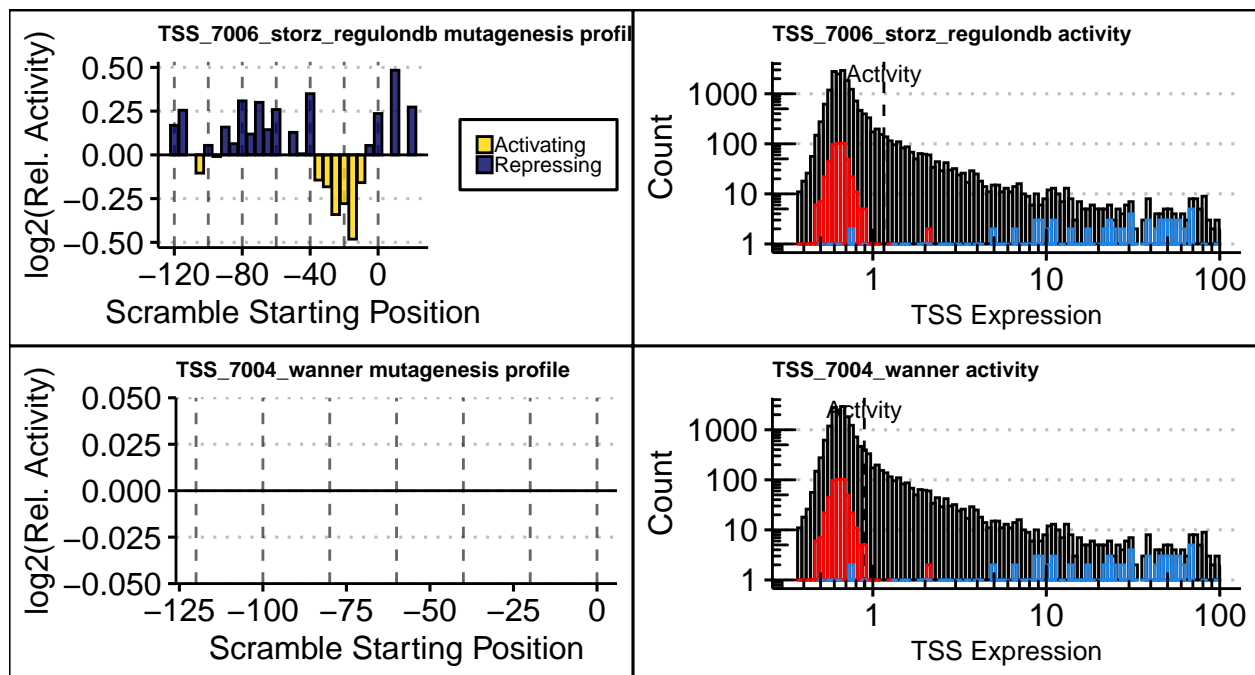 TSS_7006_storz_regulondb mutagenesis profil
log2(Rel. Activity)
0.50
0.25
0.00
−0.25
−0.50
−120
−80
−40
0
Scramble Starting Position
Activating
Repressing
TSS_7006_storz_regulondb activity
Activity
Count
1000
100
10
1
1
10
100
TSS Expression
TSS_7004_wanner mutagenesis profile
log2(Rel. Activity)
0.050
0.025
0.000
−0.025
−0.050
−125
−100
−75
−50
−25
0
Scramble Starting Position
TSS_7004_wanner activity
Activity
Count
1000
100
10
1
1
10
100
TSS Expression